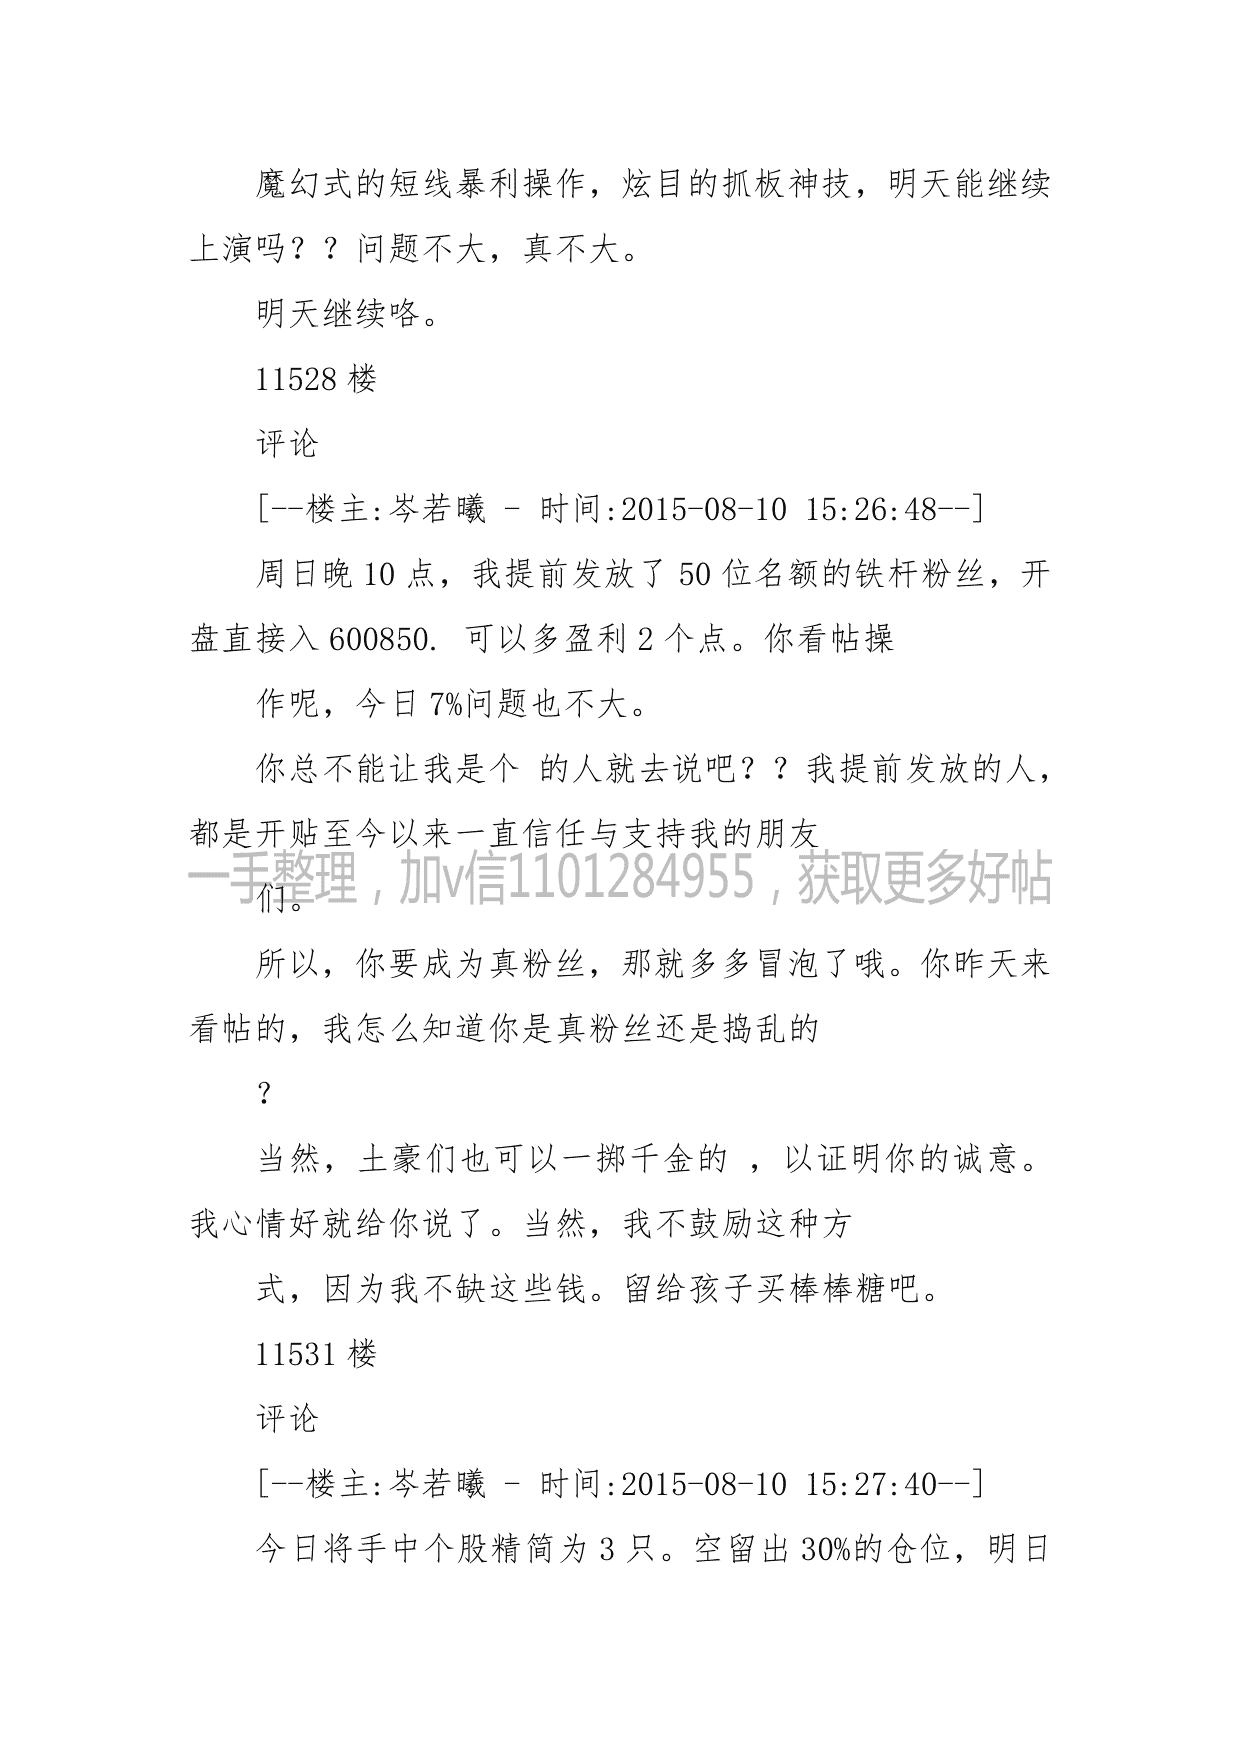 魔幻式的短线暴利操作，炫目的抓板神技，明天能继续
上演吗？？问题不大，真不大。
明天继续咯。
11528 楼
评论
[--楼主:岑若曦 - 时间:2015-08-10 15:26:48--]
周日晚 10 点，我提前发放了 50 位名额的铁杆粉丝，开
盘直接入 600850. 可以多盈利 2 个点。你看帖操
作呢，今日 7%问题也不大。
你总不能让我是个 的人就去说吧？？我提前发放的人，
都是开贴至今以来一直信任与支持我的朋友
一手整理，加v信1101284955，获取更多好帖
们。
所以，你要成为真粉丝，那就多多冒泡了哦。你昨天来
看帖的，我怎么知道你是真粉丝还是捣乱的
？
当然，土豪们也可以一掷千金的 ，以证明你的诚意。
我心情好就给你说了。当然，我不鼓励这种方
式，因为我不缺这些钱。留给孩子买棒棒糖吧。
11531 楼
评论
[--楼主:岑若曦 - 时间:2015-08-10 15:27:40--]
今日将手中个股精简为 3 只。空留出 30%的仓位，明日